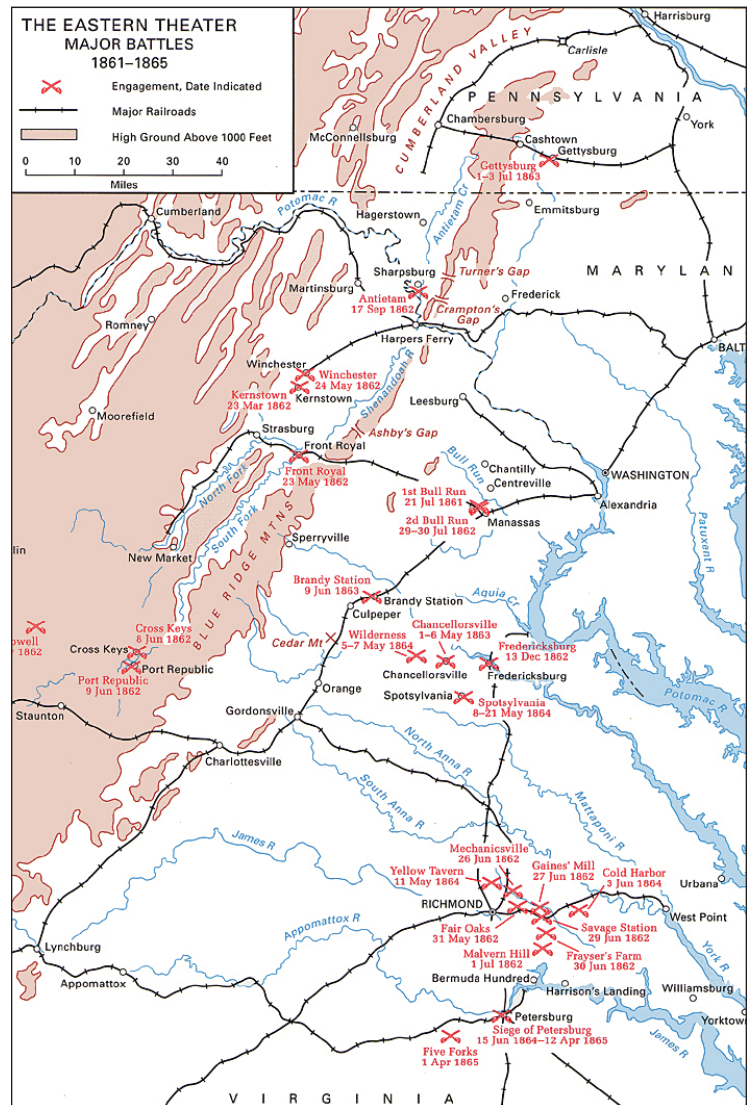 THE EASTERN THEATER
MAJOR BATTLES
1861–1865
Engagement, Date Indicated
Major Railroads
High Ground Above 1000 Feet
0 10 20 30 40
Miles
Harrisburg
Carlisle
CUMBERLAND VALLEY
PENNSYLVANIA
McConnellsburg
Chambersburg
York
Cashtown
Gettysburg
Gettysburg
1–3 Jul 1863
Cumberland
Potomac R
Hagerstown
Antietam Cr
Emmitsburg
Sharpsburg
Turner's Gap
MARYLAN
Martinsburg
Antietam
17 Sep 1862
Crampton's
Gap
Frederick
Romney
Harpers Ferry
BALT
Winchester
Winchester
24 May 1862
Kernstown
23 Mar 1862
Kernstown
Shenandoah R
Leesburg
Moorefield
Strasburg
Ashby's Gap
Front Royal
Front Royal
23 May 1862
North Fork
South Fork
Bull Run
Chantilly
Centreville
WASHINGTON
1st Bull Run
21 Jul 1861
Alexandria
2d Bull Run
29–30 Jul 1862
Manassas
Patuxent R
New Market
BLUE RIDGE MTNS
Sperryville
lin
Brandy Station
9 Jun 1863
Brandy Station
Culpeper
Aquia Cr
owell
1862
Cross Keys
8 Jun 1862
Cross Keys
Port Republic
Port Republic
9 Jun 1862
Cedar Mt
Wilderness
5–7 May 1864
Chancellorsville
1–6 May 1863
Chancellorsville
Fredericksburg
13 Dec 1862
Fredericksburg
Potomac R
Spotsylvania
Spotsylvania
8–21 May 1864
Orange
Staunton
Gordonsville
Charlottesville
North Anna R
South Anna R
Mattaponi R
James R
Mechanicsville
26 Jun 1862
Yellow Tavern
11 May 1864
Gaines' Mill
27 Jun 1862
Cold Harbor
3 Jun 1864
Urbana
RICHMOND
West Point
Fair Oaks
31 May 1862
Savage Station
29 Jun 1862
Appomattox R
Malvern Hill
1 Jul 1862
Frayser's Farm
30 Jun 1862
York R
Lynchburg
Appomattox
Bermuda Hundred
Harrison's Landing
Williamsburg
Petersburg
Yorktow
Siege of Petersburg
15 Jun 1864–12 Apr 1865
James R
Five Forks
1 Apr 1865
VIRGINIA